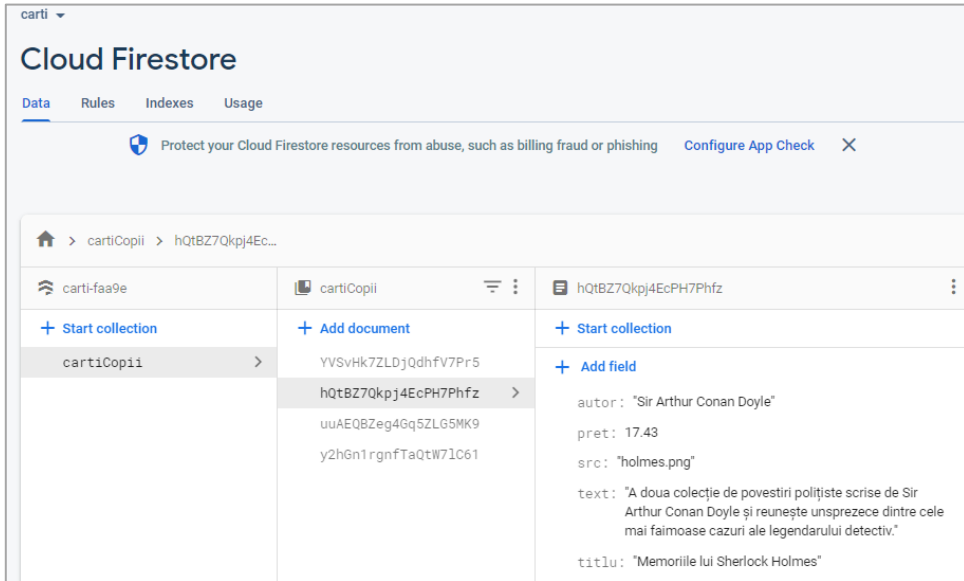 carti
Cloud Firestore
Data Rules Indexes Usage
Protect your Cloud Firestore resources from abuse, such as billing fraud or phishing Configure App Check
cartiCopii hQtBZ7Qkpj4Ec...
carti-faa9e cartiCopii hQtBZ7Qkpj4EcPH7Phfz
+ Start collection + Add document + Start collection
cartiCopii YVSvHk7ZLDjQdhfV7Pr5 + Add field
hQtBZ7Qkpj4EcPH7Phfz
autor: "Sir Arthur Conan Doyle"
uuAEQBZeg4Gq5ZLG5MK9
pret: 17.43
y2hGn1rgnfTaQtW7lC61
src: "holmes.png"
text: "A doua colecție de povestiri polițiste scrise de Sir
Arthur Conan Doyle și reunește unsprezece dintre cele
mai faimoase cazuri ale legendarului detectiv."
titlu: "Memoriile lui Sherlock Holmes"